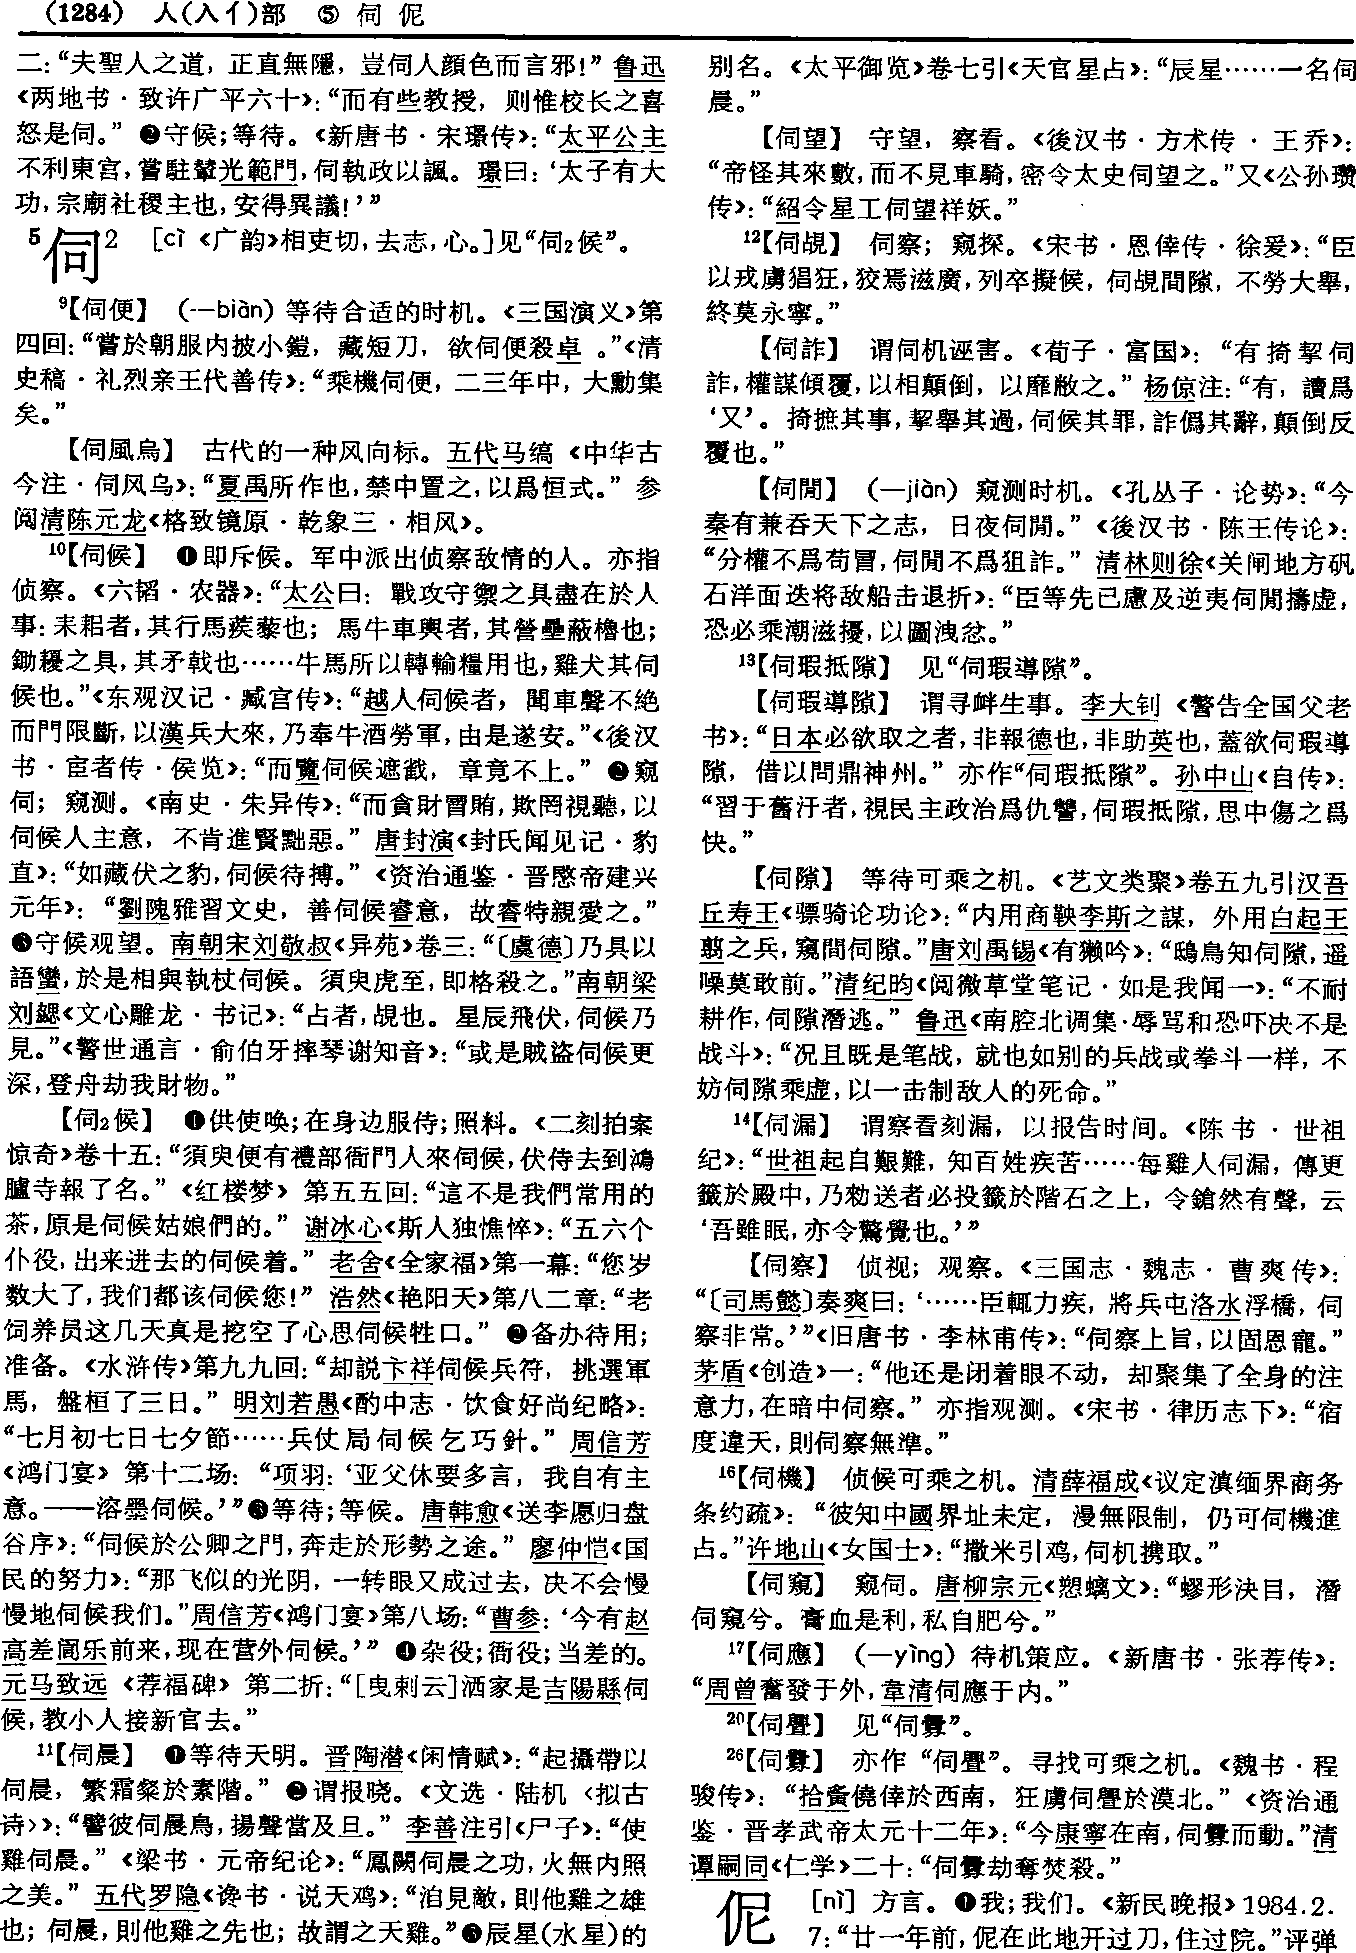 (1284) 人(入亻)部 ⑤ 伺 伲
二：“夫聖人之道，正直無隱，豈伺人顔色而言邪！”鲁迅
《两地书·致许广平六十》：“而有些教授，则惟校长之喜
怒是伺。”❷守候；等待。《新唐书·宋璟传》：“太平公主
不利東宫，嘗駐輦光範門，伺執政以諷。璟曰：‘太子有大
功，宗廟社稷主也，安得異議！’”
5伺2 [cì《广韵》相吏切，去志，心。]见“伺₂候”。
9【伺便】 （—biàn）等待合适的时机。《三国演义》第
四回：“嘗於朝服内披小鎧，藏短刀，欲伺便殺卓。”《清
史稿·礼烈亲王代善传》：“乘機伺便，二三年中，大勳集
矣。”
【伺風烏】 古代的一种风向标。五代马缟《中华古
今注·伺风乌》：“夏禹所作也，禁中置之，以爲恒式。”参
阅清陈元龙《格致镜原·乾象三·相风》。
10【伺候】 ❶即斥候。军中派出侦察敌情的人。亦指
侦察。《六韬·农器》：“太公曰：戰攻守禦之具盡在於人
事：耒耜者，其行馬蒺藜也；馬牛車輿者，其營壘蔽櫓也；
鋤耰之具，其矛戟也……牛馬所以轉輸糧用也，雞犬其伺
候也。”《东观汉记·臧宫传》：“越人伺候者，聞車聲不絶
而門限斷，以漢兵大來，乃奉牛酒勞軍，由是遂安。”《後汉
书·宦者传·侯览》：“而覽伺候遮截，章竟不上。”❷窥
伺；窥测。《南史·朱异传》：“而貪財冒賄，欺罔視聽，以
伺候人主意，不肯進賢黜惡。”唐封演《封氏闻见记·豹
直》：“如藏伏之豹，伺候待搏。”《资治通鉴·晋愍帝建兴
元年》：“劉隗雅習文史，善伺候睿意，故睿特親愛之。”
❸守候观望。南朝宋刘敬叔《异苑》卷三：“〔虞德〕乃具以
語蠻，於是相與執杖伺候。須臾虎至，即格殺之。”南朝梁
刘勰《文心雕龙·书记》：“占者，覘也。星辰飛伏，伺候乃
見。”《警世通言·俞伯牙摔琴谢知音》：“或是賊盜伺候更
深，登舟劫我財物。”
【伺₂候】 ❶供使唤；在身边服侍；照料。《二刻拍案
惊奇》卷十五：“須臾便有禮部衙門人來伺候，伏侍去到鴻
臚寺報了名。”《红楼梦》第五五回：“這不是我們常用的
茶，原是伺候姑娘們的。”谢冰心《斯人独憔悴》：“五六个
仆役，出来进去的伺候着。”老舍《全家福》第一幕：“您岁
数大了，我们都该伺候您！”浩然《艳阳天》第八二章：“老
饲养员这几天真是挖空了心思伺候牲口。”❷备办待用；
准备。《水浒传》第九九回：“却説卞祥伺候兵符，挑選軍
馬，盤桓了三日。”明刘若愚《酌中志·饮食好尚纪略》：
“七月初七日七夕節……兵仗局伺候乞巧針。”周信芳
《鸿门宴》第十二场：“项羽：‘亚父休要多言，我自有主
意。——溶墨伺候。’”❸等待；等候。唐韩愈《送李愿归盘
谷序》：“伺候於公卿之門，奔走於形勢之途。”廖仲恺《国
民的努力》：“那飞似的光阴，一转眼又成过去，决不会慢
慢地伺候我们。”周信芳《鸿门宴》第八场：“曹参：‘今有赵
高差阎乐前来，现在营外伺候。’”❹杂役；衙役；当差的。
元马致远《荐福碑》第二折：“[曳剌云]洒家是吉陽縣伺
候，教小人接新官去。”
11【伺晨】 ❶等待天明。晋陶潜《闲情赋》：“起攝帶以
伺晨，繁霜粲於素階。”❷谓报晓。《文选·陆机〈拟古
诗〉》：“譬彼伺晨鳥，揚聲當及旦。”李善注引《尸子》：“使
雞伺晨。”《梁书·元帝纪论》：“鳳闕伺晨之功，火無内照
之美。”五代罗隐《谗书·说天鸡》：“洎見敵，則他雞之雄
也；伺晨，則他雞之先也；故謂之天雞。”❸辰星(水星)的
别名。《太平御览》卷七引《天官星占》：“辰星……一名伺
晨。”
【伺望】 守望，察看。《後汉书·方术传·王乔》：
“帝怪其來數，而不見車騎，密令太史伺望之。”又《公孙瓒
传》：“紹令星工伺望祥妖。”
12【伺覘】 伺察；窥探。《宋书·恩倖传·徐爰》：“臣
以戎虜猖狂，狡焉滋廣，列卒擬候，伺覘間隙，不勞大舉，
終莫永寧。”
【伺詐】 谓伺机诬害。《荀子·富国》：“有掎挈伺
詐，權謀傾覆，以相顛倒，以靡敝之。”杨倞注：“有，讀爲
‘又’。掎摭其事，挈舉其過，伺候其罪，詐僞其辭，顛倒反
覆也。”
【伺閒】 （—jiàn）窥测时机。《孔丛子·论势》：“今
秦有兼吞天下之志，日夜伺閒。”《後汉书·陈王传论》：
“分權不爲苟冒，伺閒不爲狙詐。”清林则徐《关闸地方矾
石洋面迭将敌船击退折》：“臣等先已慮及逆夷伺閒擣虚，
恐必乘潮滋擾，以圖洩忿。”
13【伺瑕抵隙】 见“伺瑕導隙”。
【伺瑕導隙】 谓寻衅生事。李大钊《警告全国父老
书》：“日本必欲取之者，非報德也，非助英也，蓋欲伺瑕導
隙，借以問鼎神州。”亦作“伺瑕抵隙”。孙中山《自传》：
“習于舊汙者，視民主政治爲仇讐，伺瑕抵隙，思中傷之爲
快。”
【伺隙】 等待可乘之机。《艺文类聚》卷五九引汉吾
丘寿王《骠骑论功论》：“内用商鞅李斯之謀，外用白起王
翦之兵，窺間伺隙。”唐刘禹锡《有獭吟》：“鴟鳥知伺隙，遥
噪莫敢前。”清纪昀《阅微草堂笔记·如是我闻一》：“不耐
耕作，伺隙潛逃。”鲁迅《南腔北调集·辱骂和恐吓决不是
战斗》：“况且既是笔战，就也如别的兵战或拳斗一样，不
妨伺隙乘虚，以一击制敌人的死命。”
14【伺漏】 谓察看刻漏，以报告时间。《陈书·世祖
纪》：“世祖起自艱難，知百姓疾苦……每雞人伺漏，傳更
籤於殿中，乃勑送者必投籤於階石之上，令鎗然有聲，云
‘吾雖眠，亦令驚覺也。’”
【伺察】 侦视；观察。《三国志·魏志·曹爽传》：
“〔司馬懿〕奏爽曰：‘……臣輒力疾，將兵屯洛水浮橋，伺
察非常。’”《旧唐书·李林甫传》：“伺察上旨，以固恩寵。”
茅盾《创造》一：“他还是闭着眼不动，却聚集了全身的注
意力，在暗中伺察。”亦指观测。《宋书·律历志下》：“宿
度違天，則伺察無準。”
16【伺機】 侦候可乘之机。清薛福成《议定滇缅界商务
条约疏》：“彼知中國界址未定，漫無限制，仍可伺機進
占。”许地山《女国士》：“撒米引鸡，伺机携取。”
【伺窺】 窥伺。唐柳宗元《愬螭文》：“蟉形決目，潛
伺窺兮。膏血是利，私自肥兮。”
17【伺應】 （—yìng）待机策应。《新唐书·张荐传》：
“周曾奮發于外，韋清伺應于内。”
20【伺舋】 见“伺釁”。
26【伺釁】 亦作“伺舋”。寻找可乘之机。《魏书·程
骏传》：“拾夤僥倖於西南，狂虜伺舋於漠北。”《资治通
鉴·晋孝武帝太元十二年》：“今康寧在南，伺釁而動。”清
谭嗣同《仁学》二十：“伺釁劫奪焚殺。”
伲 [nì] 方言。❶我；我们。《新民晚报》1984.2.
7：“廿一年前，伲在此地开过刀，住过院。”评弹